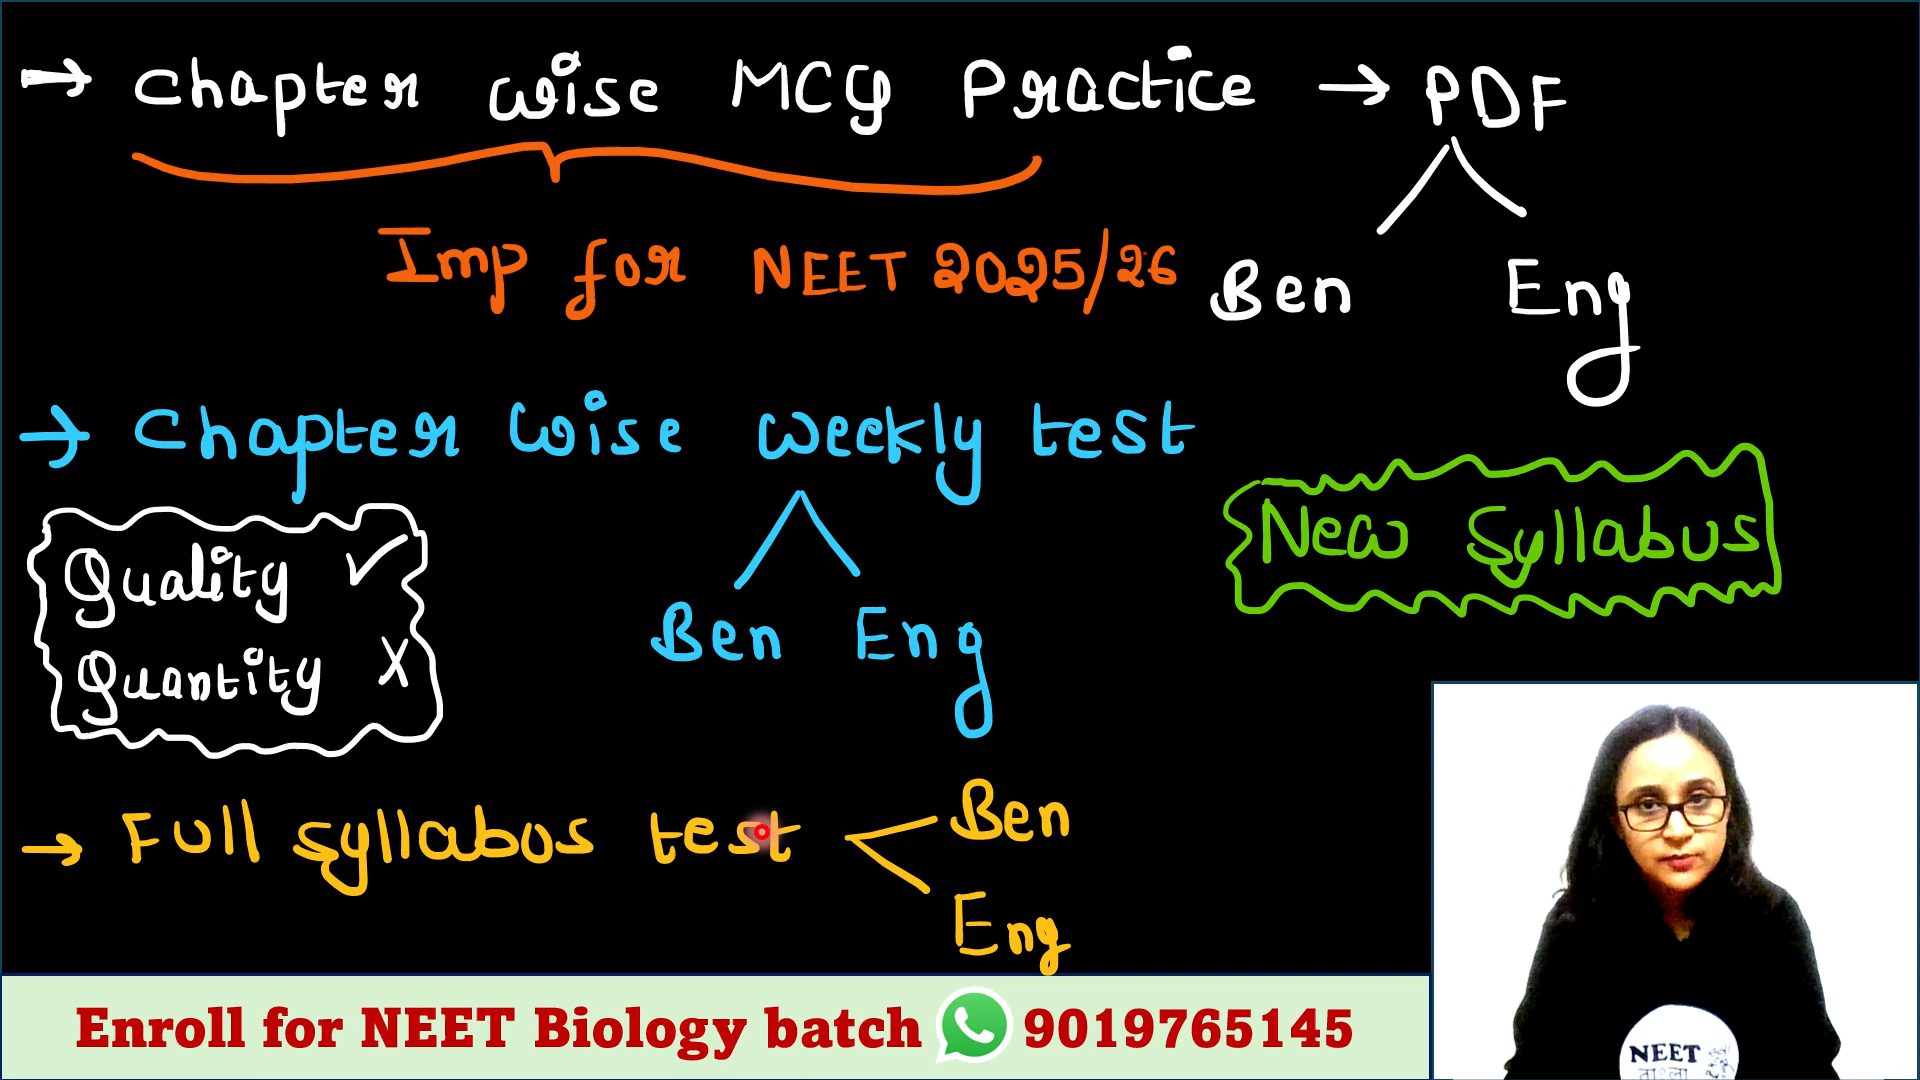 → Chapter wise MCQ Practice → PDF
Imp for NEET 2025/26
Ben Eng
→ Chapter wise weekly test
New Syllabus
Quality ✓
Quantity X
Ben Eng
→ Full syllabus test
Ben
Eng
Enroll for NEET Biology batch 9019765145
NEET
বাংলা